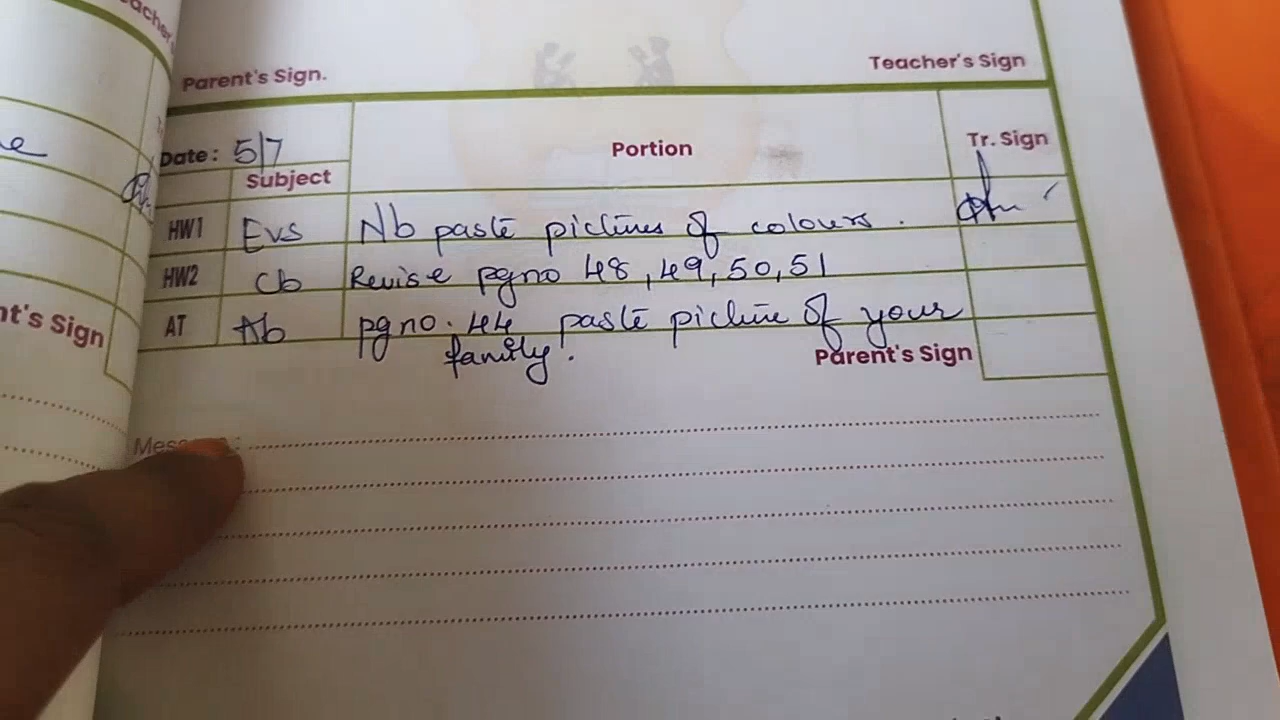 Parent's Sign.
Teacher's Sign
Date: 5/7
Portion
Tr. Sign
Subject
HW1 Evs Nb paste pictures of colours.
HW2 Cb Revise pgno 48, 49, 50, 51
AT Ab pgno. 44 paste picture of your
family.
Parent's Sign
nt's Sign